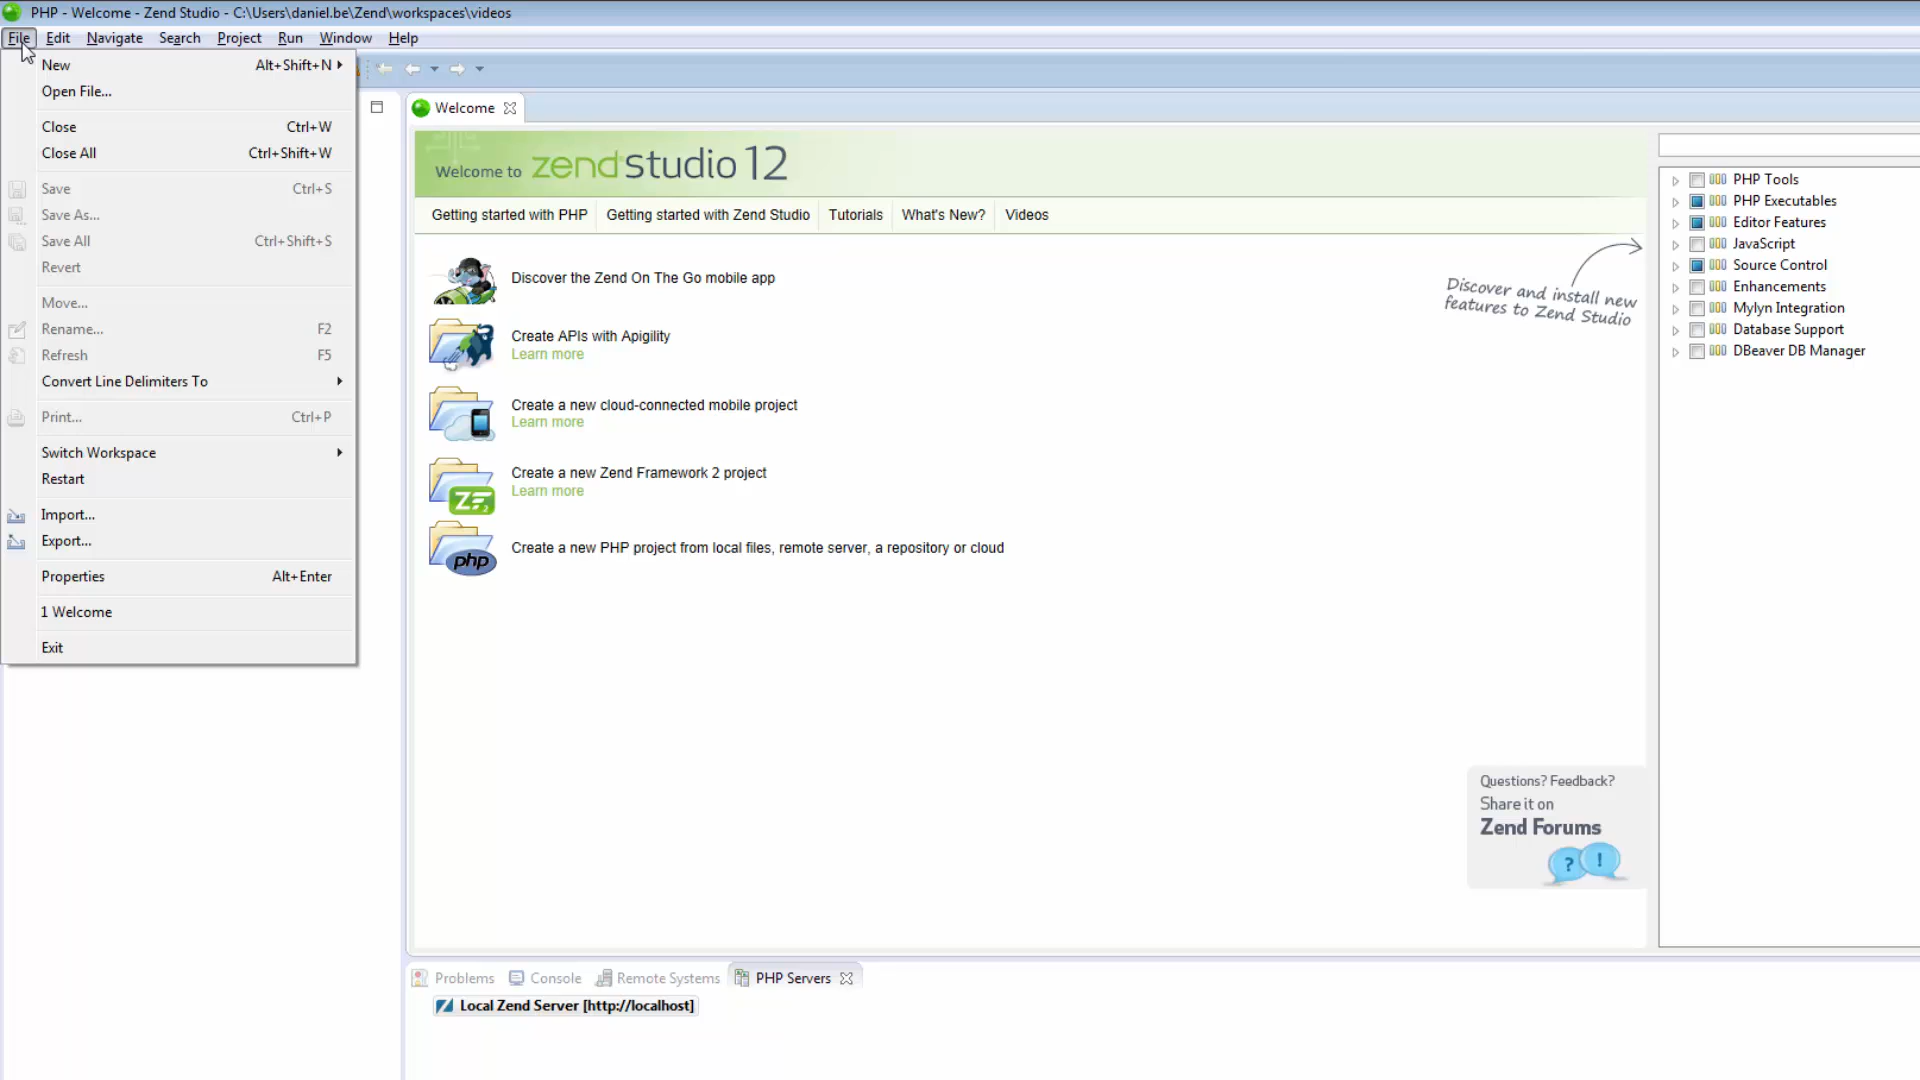 PHP - Welcome - Zend Studio - C:\Users\daniel.be\Zend\workspaces\videos
File Edit Navigate Search Project Run Window Help
New Alt+Shift+N
Open File...
Close Ctrl+W
Close All Ctrl+Shift+W
Save Ctrl+S
Save As...
Save All Ctrl+Shift+S
Revert
Move...
Rename... F2
Refresh F5
Convert Line Delimiters To
Print... Ctrl+P
Switch Workspace
Restart
Import...
Export...
Properties Alt+Enter
1 Welcome
Exit
Welcome
Welcome to zend studio 12
Getting started with PHP Getting started with Zend Studio Tutorials What's New? Videos
Discover the Zend On The Go mobile app
Create APIs with Apigility
Learn more
Create a new cloud-connected mobile project
Learn more
Create a new Zend Framework 2 project
Learn more
ZF2
Create a new PHP project from local files, remote server, a repository or cloud
php
Discover and install new
features to Zend Studio
Questions? Feedback?
Share it on
Zend Forums
? !
PHP Tools
PHP Executables
Editor Features
JavaScript
Source Control
Enhancements
Mylyn Integration
Database Support
DBeaver DB Manager
Problems Console Remote Systems PHP Servers
Local Zend Server [http://localhost]